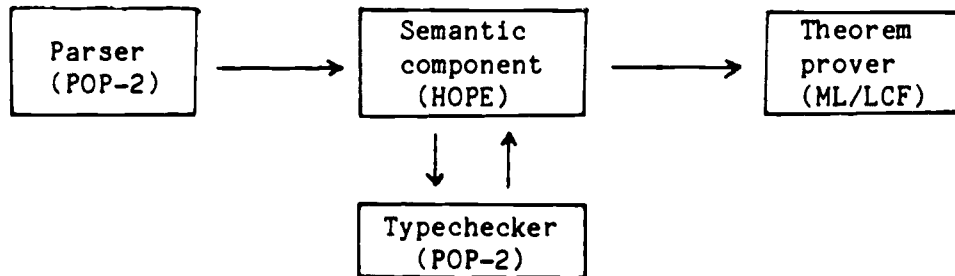 Parser
(POP-2)
Semantic
component
(HOPE)
Theorem
prover
(ML/LCF)
Typechecker
(POP-2)